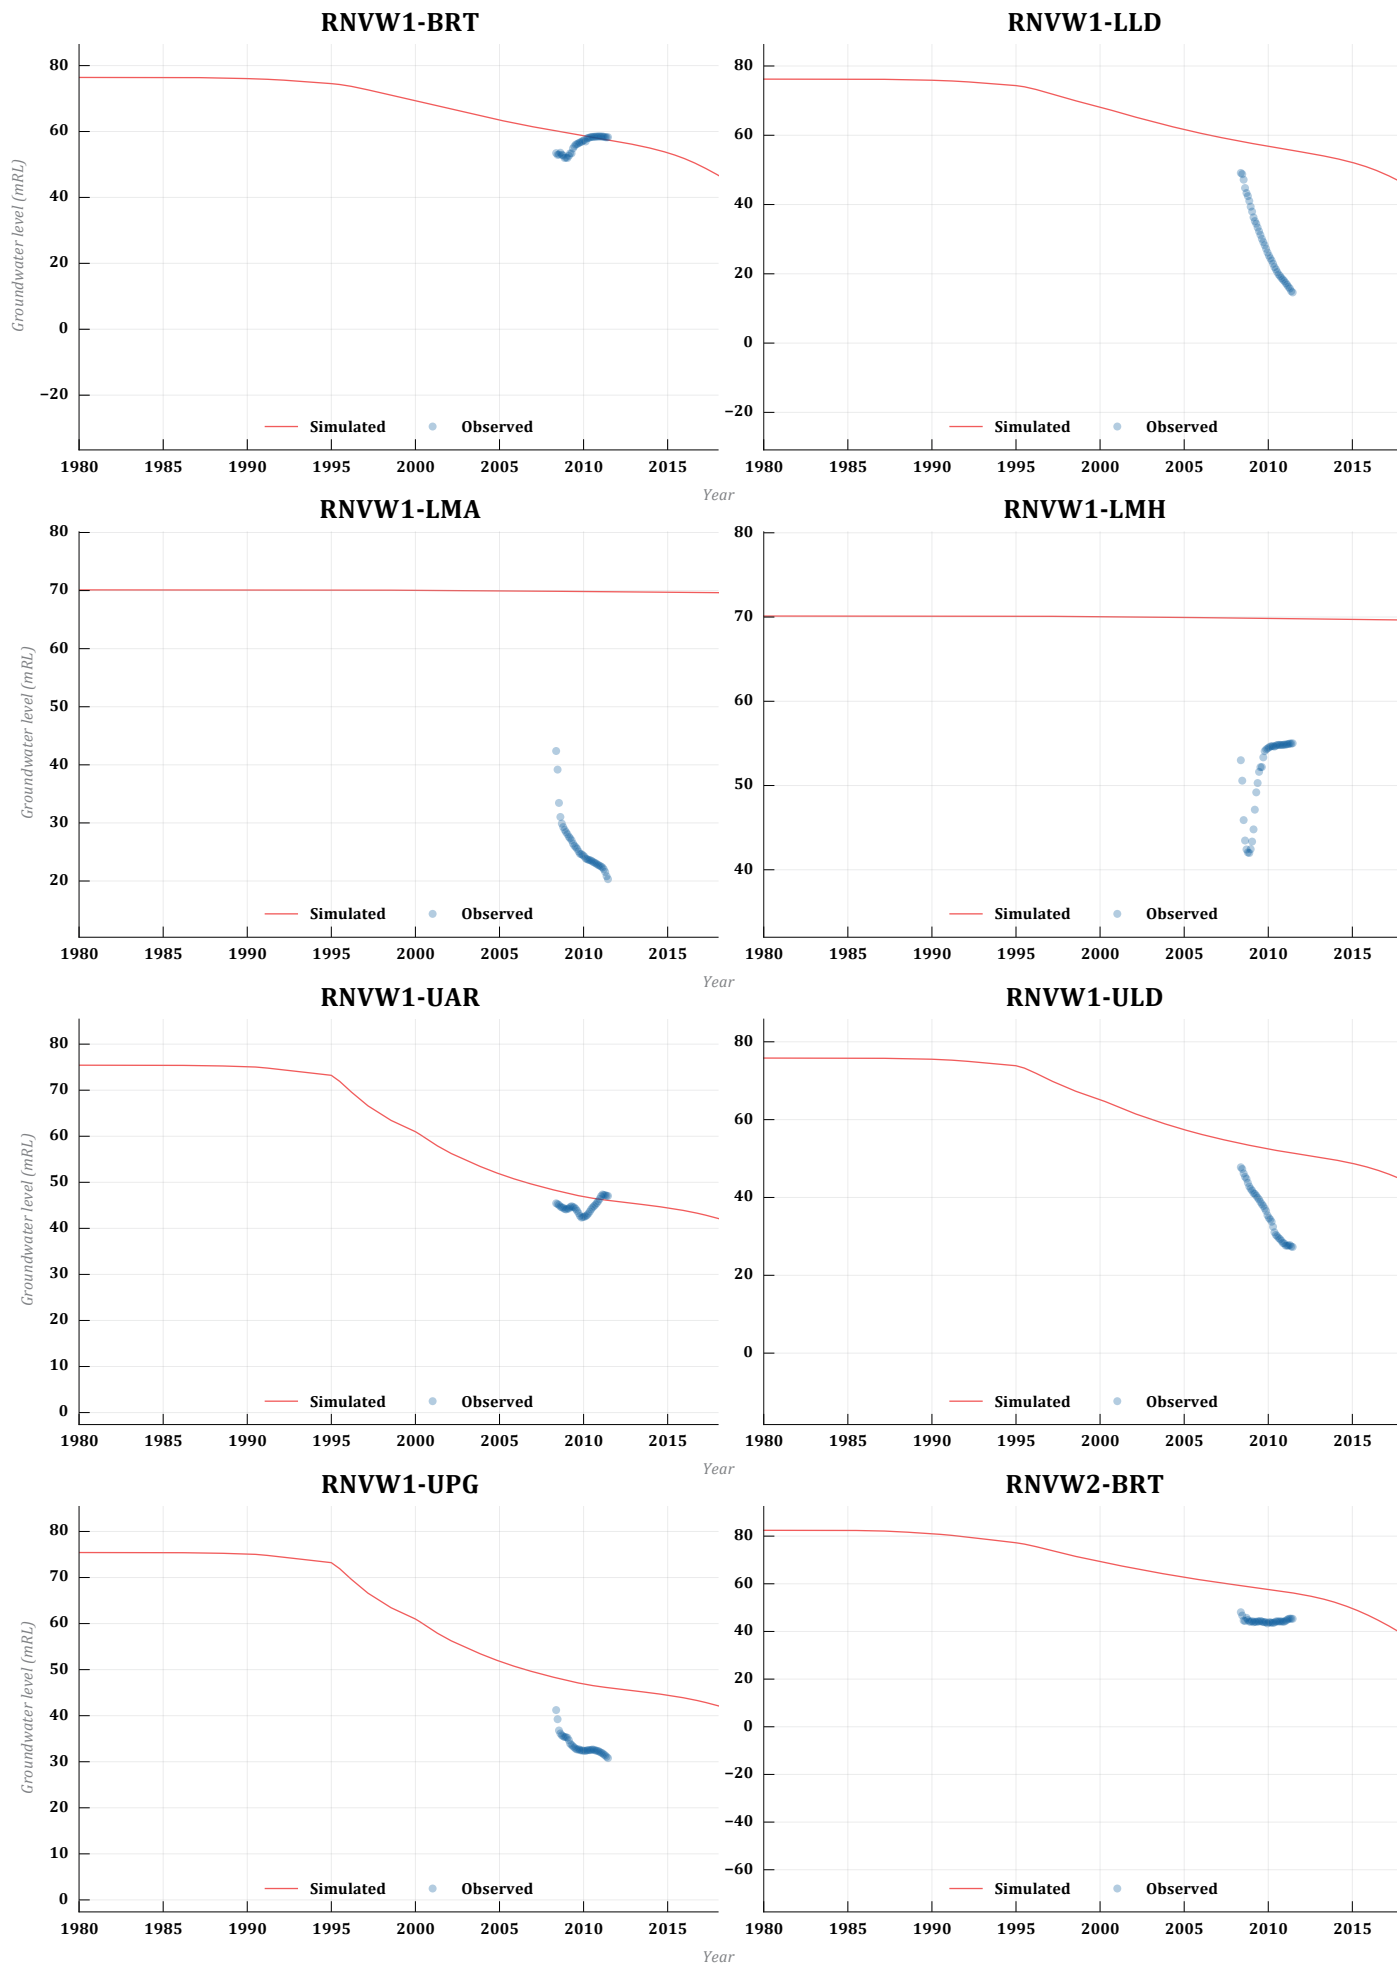 RNVW1-BRT
RNVW1-LLD
80
60
40
20
0
−20
Groundwater level (mRL)
Simulated
Observed
1980 1985 1990 1995 2000 2005 2010 2015
80
60
40
20
0
−20
Simulated
Observed
1980 1985 1990 1995 2000 2005 2010 2015
Year
RNVW1-LMA
RNVW1-LMH
80
70
60
50
40
30
20
Groundwater level (mRL)
Simulated
Observed
1980 1985 1990 1995 2000 2005 2010 2015
80
70
60
50
40
Simulated
Observed
1980 1985 1990 1995 2000 2005 2010 2015
Year
RNVW1-UAR
RNVW1-ULD
80
70
60
50
40
30
20
10
0
Groundwater level (mRL)
Simulated
Observed
1980 1985 1990 1995 2000 2005 2010 2015
80
60
40
20
0
Simulated
Observed
1980 1985 1990 1995 2000 2005 2010 2015
Year
RNVW1-UPG
RNVW2-BRT
80
70
60
50
40
30
20
10
0
Groundwater level (mRL)
Simulated
Observed
1980 1985 1990 1995 2000 2005 2010 2015
80
60
40
20
0
−20
−40
−60
Simulated
Observed
1980 1985 1990 1995 2000 2005 2010 2015
Year